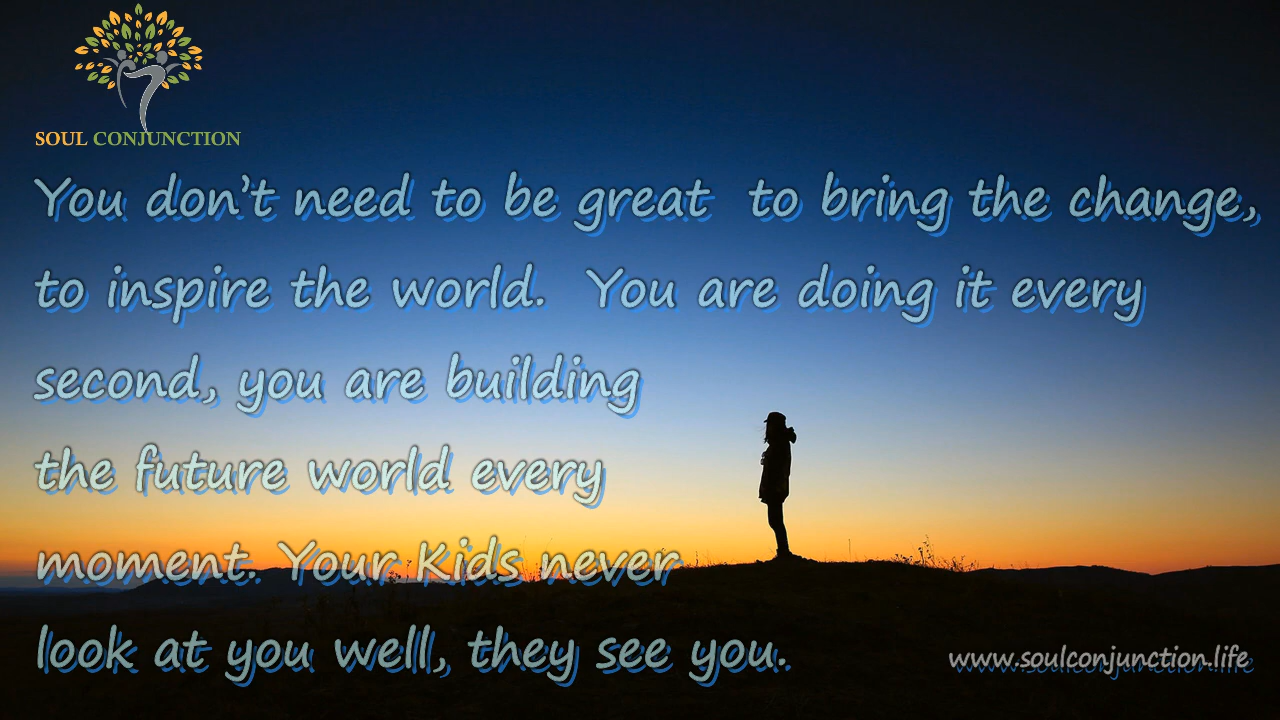 SOUL CONJUNCTION
You don’t need to be great to bring the change,
to inspire the world. You are doing it every
second, you are building
the future world every
moment. Your Kids never
look at you well, they see you.
www.soulconjunction.life